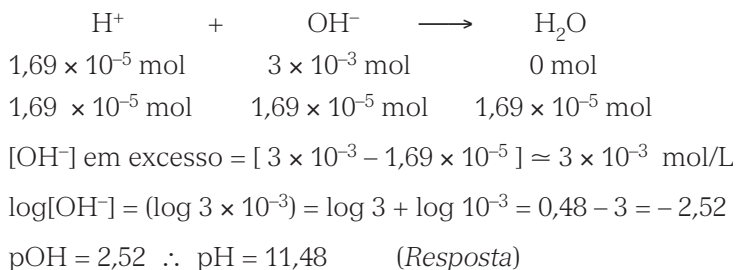 H⁺ + OH⁻ ⟶ H₂O
1,69 × 10⁻⁵ mol 3 × 10⁻³ mol 0 mol
1,69 × 10⁻⁵ mol 1,69 × 10⁻⁵ mol 1,69 × 10⁻⁵ mol
[OH⁻] em excesso = [ 3 × 10⁻³ – 1,69 × 10⁻⁵ ] ≃ 3 × 10⁻³ mol/L
log[OH⁻] = (log 3 × 10⁻³) = log 3 + log 10⁻³ = 0,48 – 3 = – 2,52
pOH = 2,52 ∴ pH = 11,48 (Resposta)